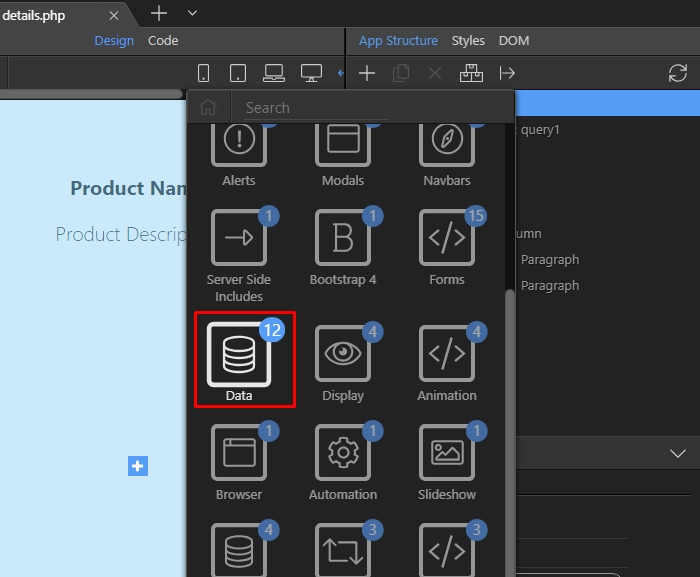 details.php
Design Code
App Structure Styles DOM
Search
Alerts
Modals
Navbars
query1
Product Nam
Product Descrip
1
Server Side
Includes
1
Bootstrap 4
15
Forms
umn
Paragraph
Paragraph
12
Data
4
Display
4
Animation
1
Browser
1
Automation
1
Slideshow
4
3
3